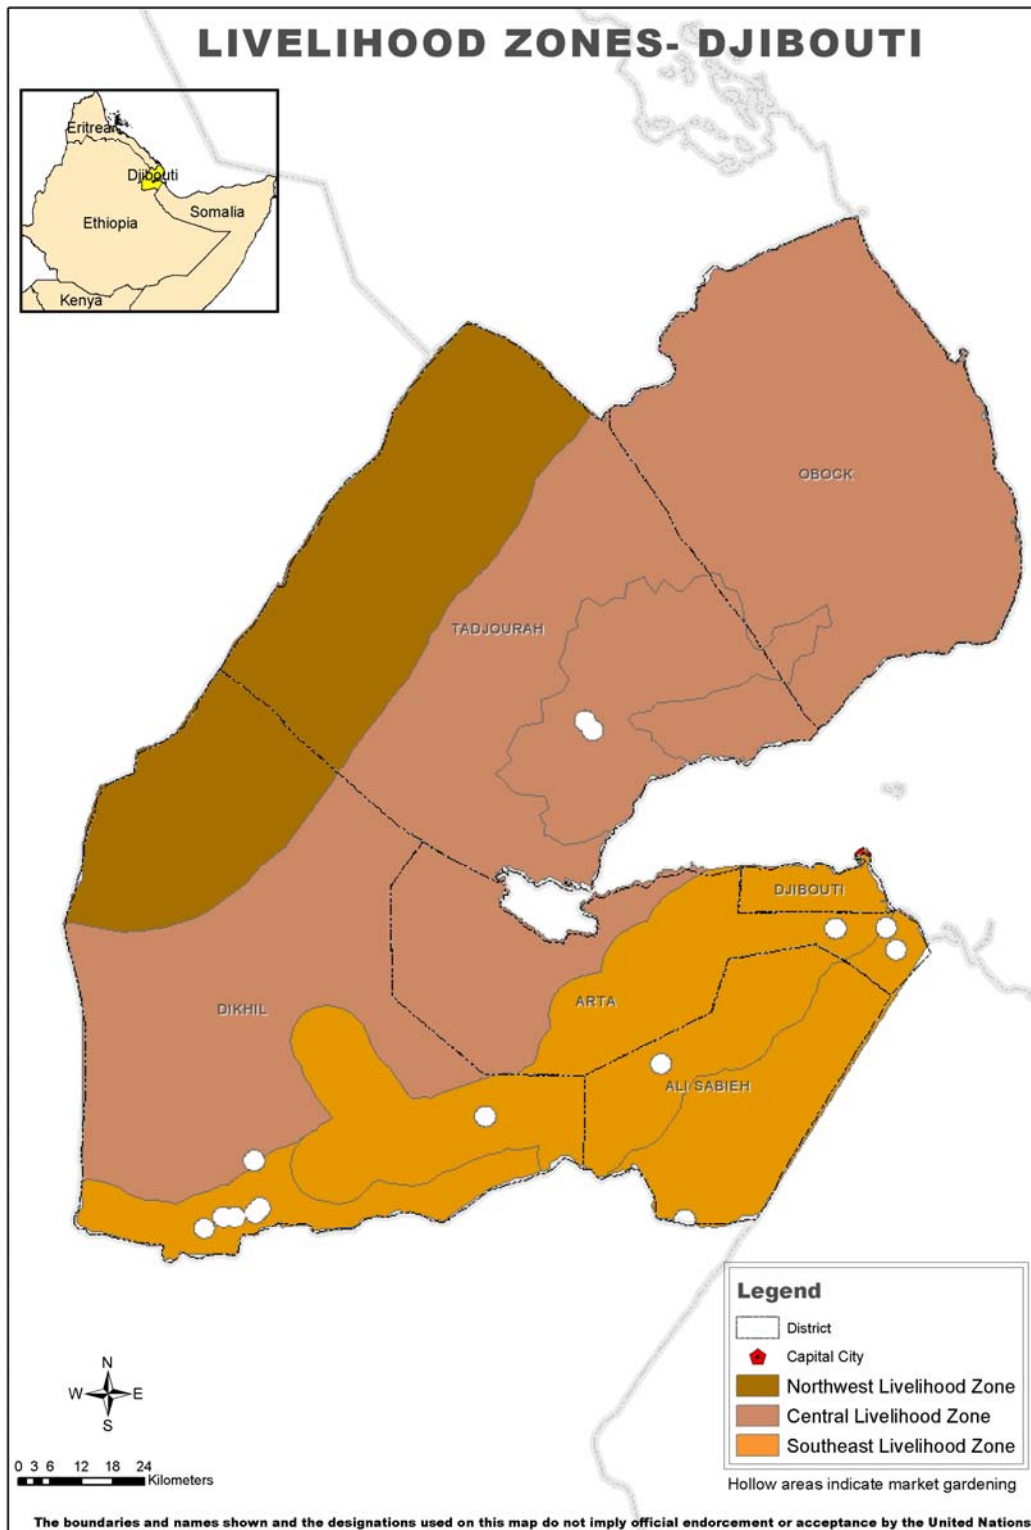 LIVELIHOOD ZONES- DJIBOUTI
Eritrear
Djibouti
Ethiopia
Somalia
Kenya
OBOCK
TADJOURAH
DJIBOUTI
DIKHIL
ARTA
ALI SABIEH
Legend
District
Capital City
Northwest Livelihood Zone
Central Livelihood Zone
Southeast Livelihood Zone
Hollow areas indicate market gardening
N
W E
S
0 3 6 12 18 24
Kilometers
The boundaries and names shown and the designations used on this map do not imply official endorsement or acceptance by the United Nations